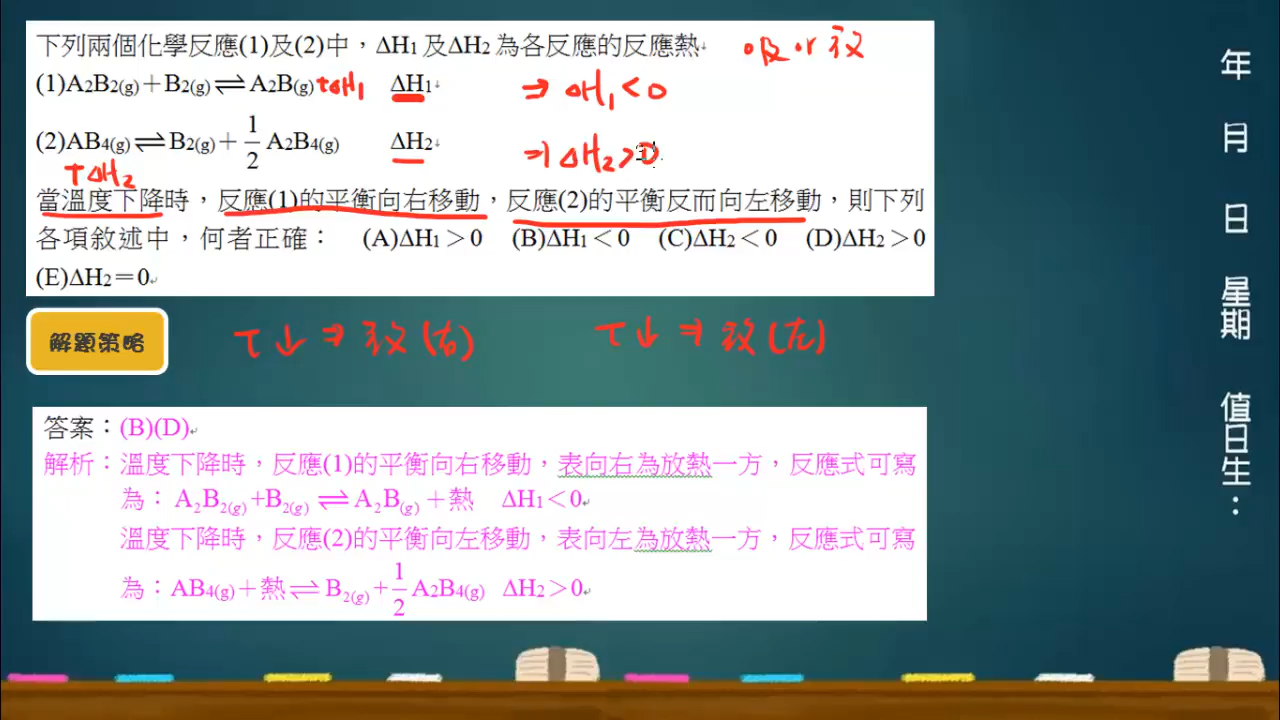 下列兩個化學反應(1)及(2)中，ΔH1 及ΔH2 為各反應的反應熱
吸 or 放
(1)A2B2(g)＋B2(g)⇌A2B(g)+ΔH1 ΔH1 ⇒ ΔH1 < 0
(2)AB4(g)⇌B2(g)＋1/2 A2B4(g) ΔH2 ⇒ ΔH2 > 0
+ΔH2
當溫度下降時，反應(1)的平衡向右移動，反應(2)的平衡反而向左移動，則下列
各項敘述中，何者正確： (A)ΔH1＞0 (B)ΔH1＜0 (C)ΔH2＜0 (D)ΔH2＞0
(E)ΔH2＝0
解題策略
T↓ ⇒ 放(右)
T↓ ⇒ 放(左)
答案：(B)(D)
解析：溫度下降時，反應(1)的平衡向右移動，表向右為放熱一方，反應式可寫
為：A2B2(g)+B2(g) ⇌ A2B(g)＋熱 ΔH1＜0
溫度下降時，反應(2)的平衡向左移動，表向左為放熱一方，反應式可寫
為：AB4(g)＋熱⇌ B2(g)+1/2 A2B4(g) ΔH2＞0
年 月 日 星期 值日生：